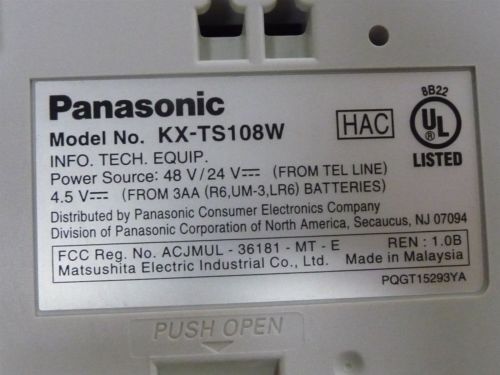 Panasonic
Model No. KX-TS108W
INFO. TECH. EQUIP.
Power Source: 48 V / 24 V⎓ (FROM TEL LINE)
4.5 V⎓ (FROM 3AA (R6,UM-3,LR6) BATTERIES)
Distributed by Panasonic Consumer Electronics Company
Division of Panasonic Corporation of North America, Secaucus, NJ 07094
FCC Reg. No. ACJMUL - 36181 - MT - E REN : 1.0B
Matsushita Electric Industrial Co., Ltd. Made in Malaysia
HAC
8B22
UL
LISTED
PQGT15293YA
PUSH OPEN